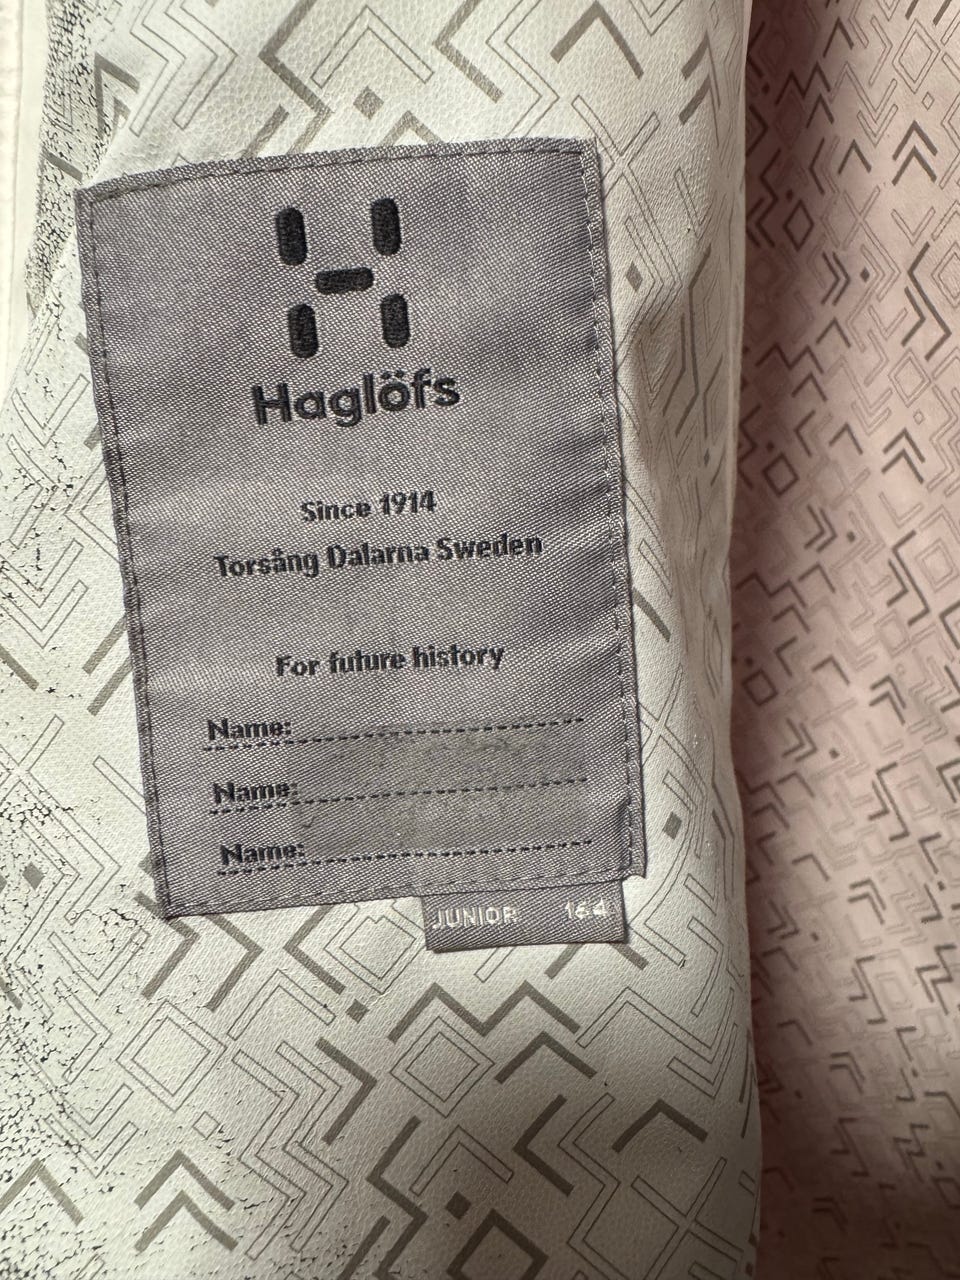 Haglöfs
Since 1914
Torsång Dalarna Sweden
For future history
Name:
Name:
Name:
JUNIOR 164